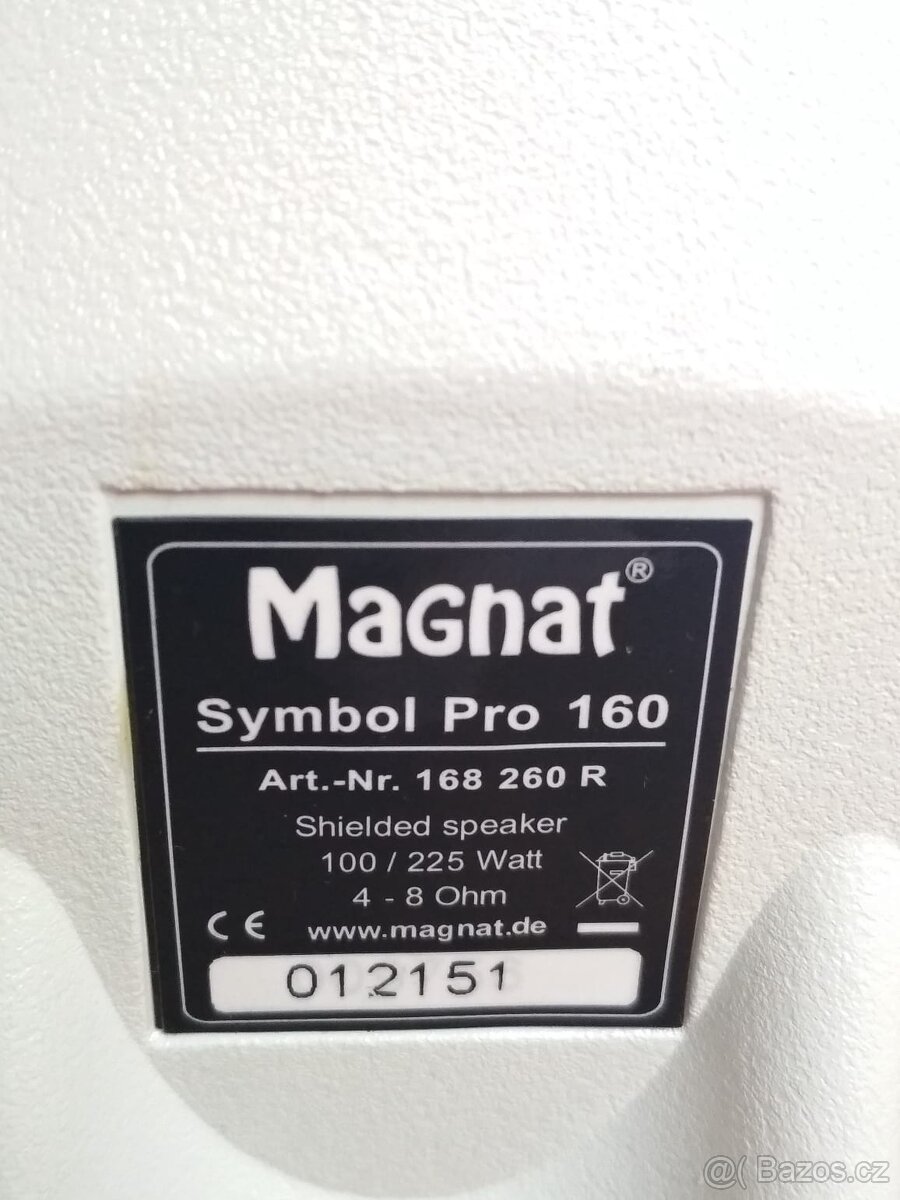 Magnat®
Symbol Pro 160
Art.-Nr. 168 260 R
Shielded speaker
100 / 225 Watt
4 - 8 Ohm
CE www.magnat.de
012151
@( Bazos.cz